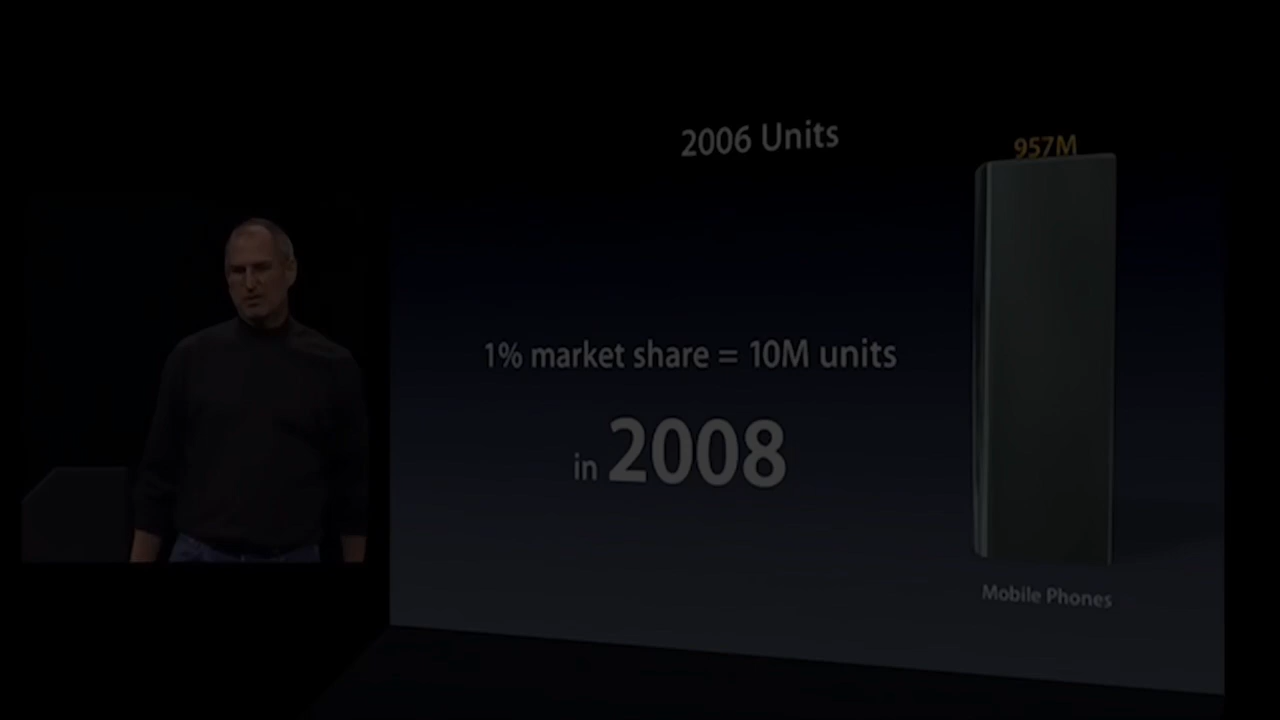 2006 Units
957M
1% market share = 10M units
in 2008
Mobile Phones